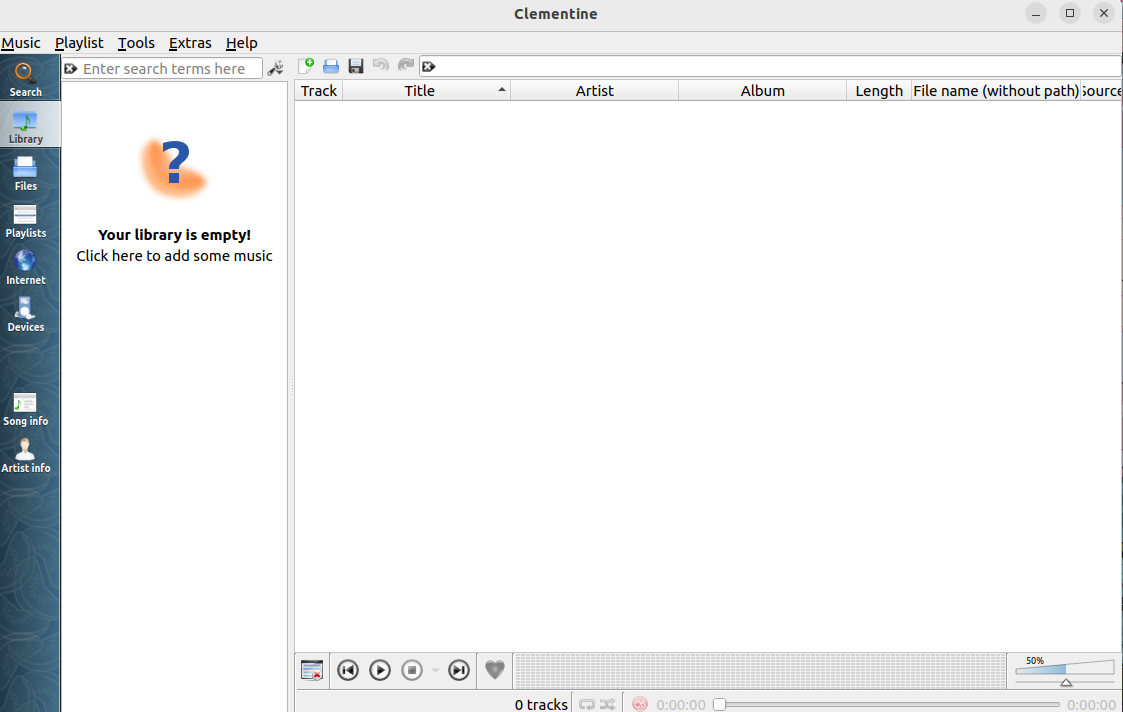 Clementine
Music Playlist Tools Extras Help
Enter search terms here
Track Title Artist Album Length File name (without path)
Search
Library
Files
Playlists
Internet
Devices
Song info
Artist info
?
Your library is empty!
Click here to add some music
50%
0 tracks
0:00:00
0:00:00